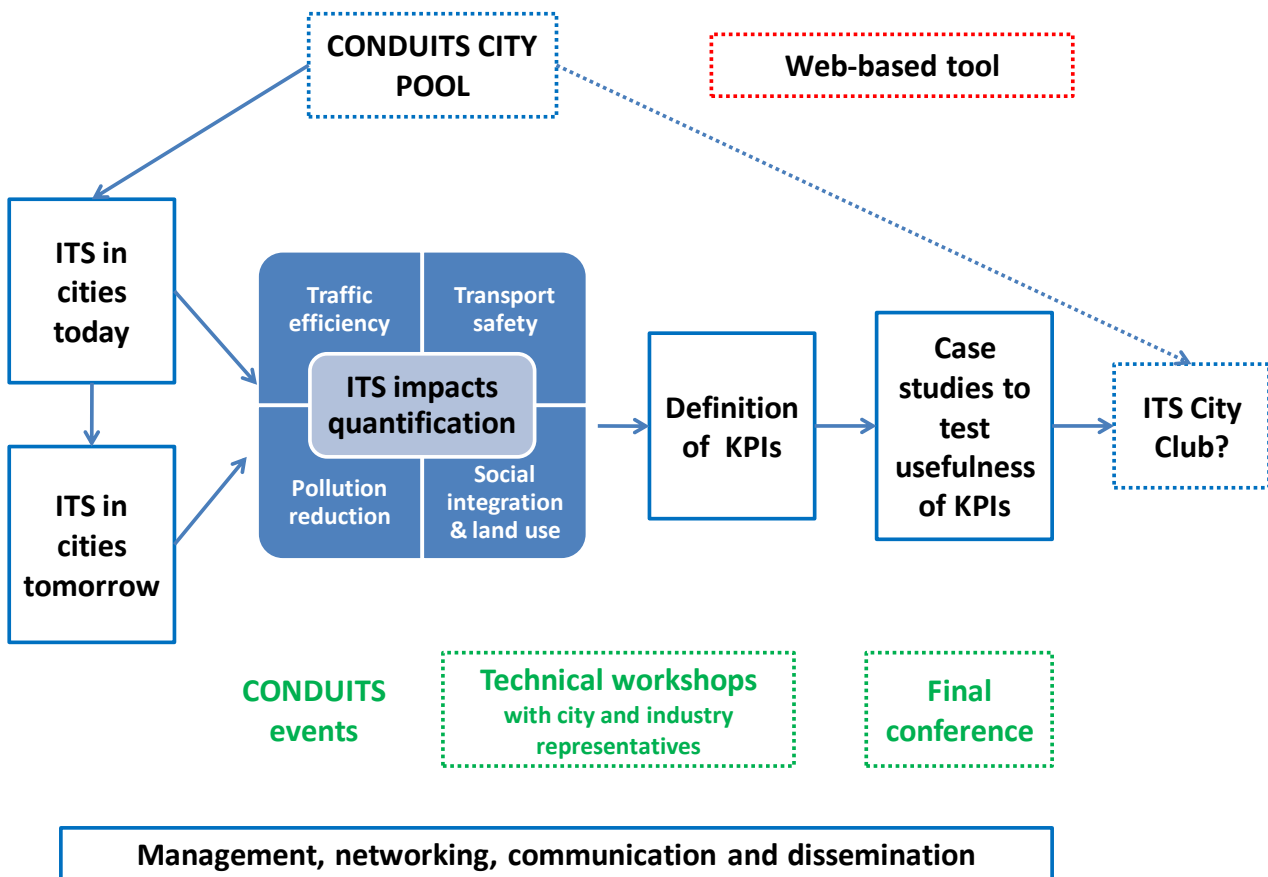 CONDUITS CITY
POOL
Web-based tool
ITS in
cities
today
Traffic
efficiency
Transport
safety
ITS impacts
quantification
Pollution
reduction
Social
integration
& land use
Definition
of KPIs
Case
studies to
test
usefulness
of KPIs
ITS City
Club?
ITS in
cities
tomorrow
CONDUITS
events
Technical workshops
with city and industry
representatives
Final
conference
Management, networking, communication and dissemination